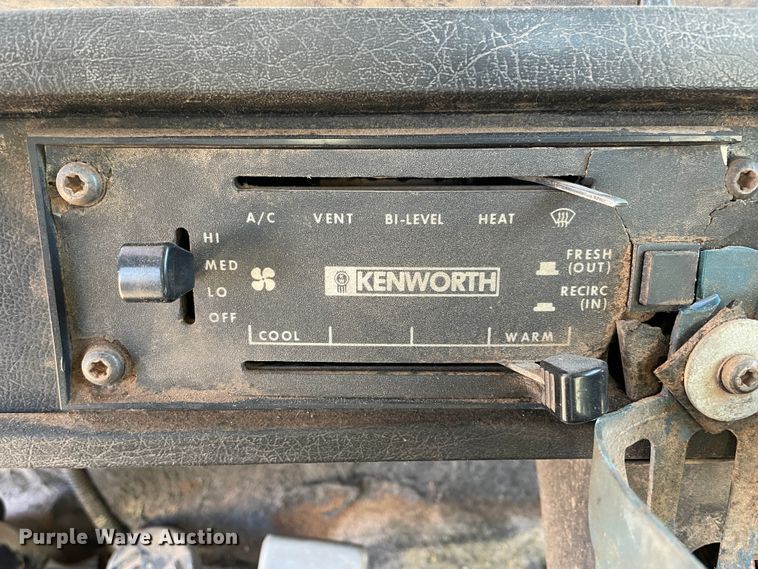 A/C VENT BI-LEVEL HEAT
HI
MED
LO
OFF
KENWORTH
FRESH
(OUT)
RECIRC
(IN)
COOL WARM
Purple Wave Auction